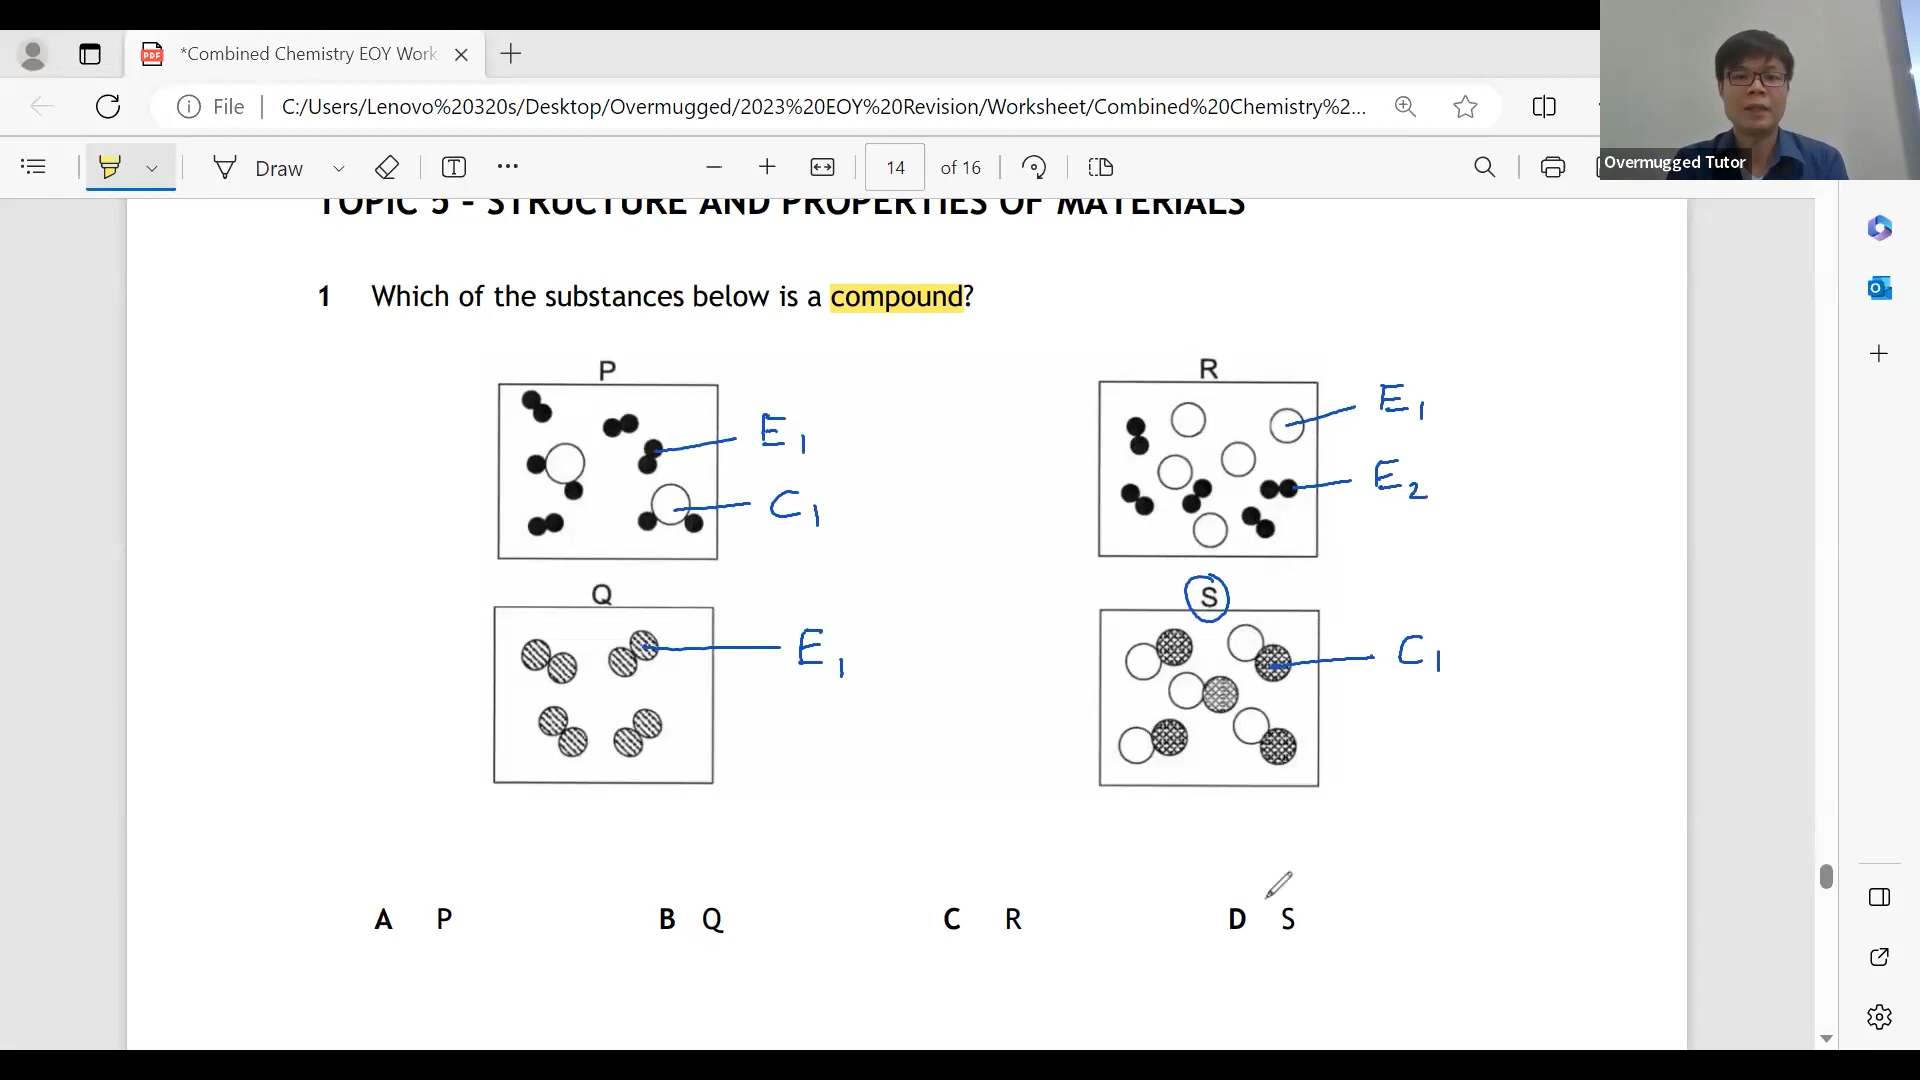 *Combined Chemistry EOY Work
File
C:/Users/Lenovo%20320s/Desktop/Overmugged/2023%20EOY%20Revision/Worksheet/Combined%20Chemistry%2...
Draw
14 of 16
Overmugged Tutor
TOPIC 5 - STRUCTURE AND PROPERTIES OF MATERIALS
1 Which of the substances below is a compound?
P
E1
C1
R
E1
E2
Q
E1
S
C1
A P B Q C R D S